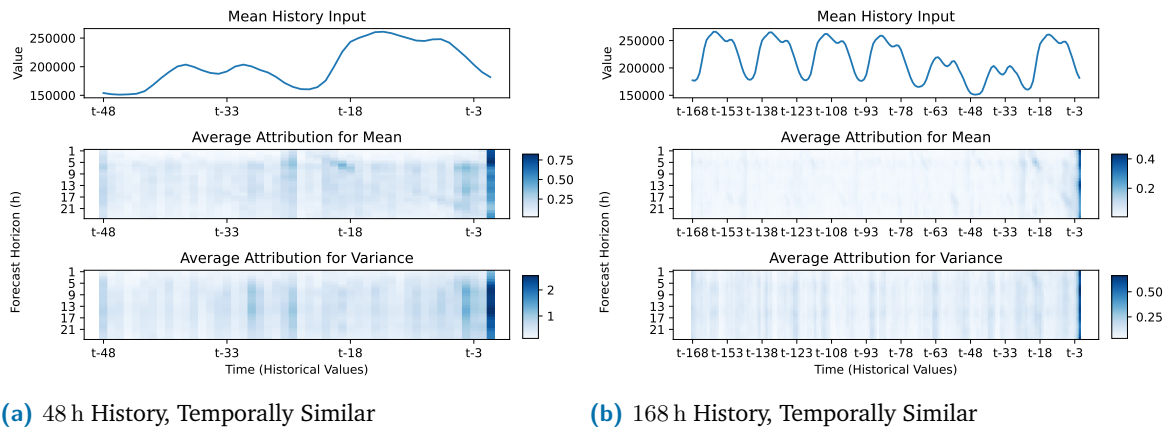 Mean History Input
Value
250000
200000
150000
t-48 t-33 t-18 t-3
Average Attribution for Mean
Forecast Horizon (h)
1
5
9
13
17
21
0.75
0.50
0.25
t-48 t-33 t-18 t-3
Average Attribution for Variance
1
5
9
13
17
21
2
1
t-48 t-33 t-18 t-3
Time (Historical Values)
(a) 48 h History, Temporally Similar
Mean History Input
Value
250000
200000
150000
t-168 t-153 t-138 t-123 t-108 t-93 t-78 t-63 t-48 t-33 t-18 t-3
Average Attribution for Mean
Forecast Horizon (h)
1
5
9
13
17
21
0.4
0.2
t-168 t-153 t-138 t-123 t-108 t-93 t-78 t-63 t-48 t-33 t-18 t-3
Average Attribution for Variance
1
5
9
13
17
21
0.50
0.25
t-168 t-153 t-138 t-123 t-108 t-93 t-78 t-63 t-48 t-33 t-18 t-3
Time (Historical Values)
(b) 168 h History, Temporally Similar